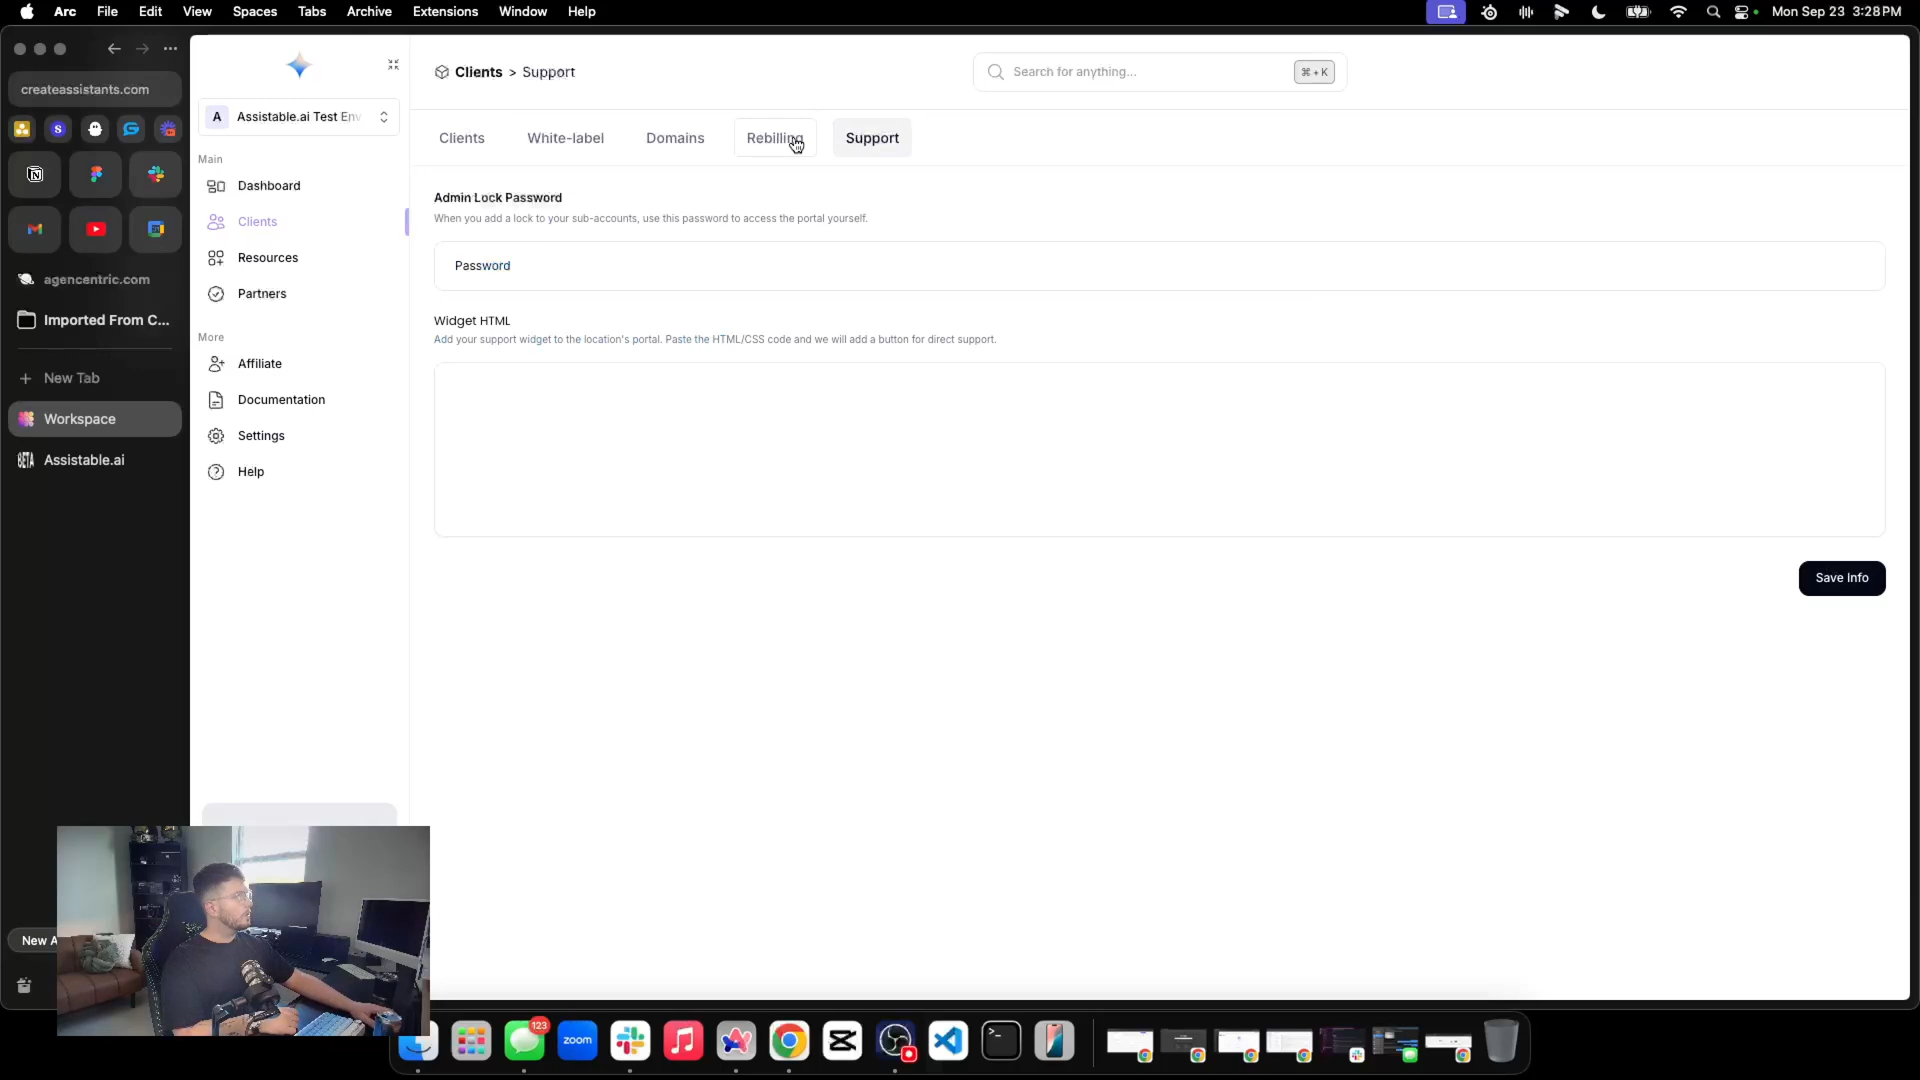 Arc File Edit View Spaces Tabs Archive Extensions Window Help
Mon Sep 23 3:28 PM
createassistants.com
agencentric.com
Imported From C...
New Tab
Workspace
BETA Assistable.ai
New A
A Assistable.ai Test Env
Main
Dashboard
Clients
Resources
Partners
More
Affiliate
Documentation
Settings
Help
Clients > Support
Search for anything...
⌘ + K
Clients White-label Domains Rebilling Support
Admin Lock Password
When you add a lock to your sub-accounts, use this password to access the portal yourself.
Password
Widget HTML
Add your support widget to the location's portal. Paste the HTML/CSS code and we will add a button for direct support.
Save Info
123
zoom